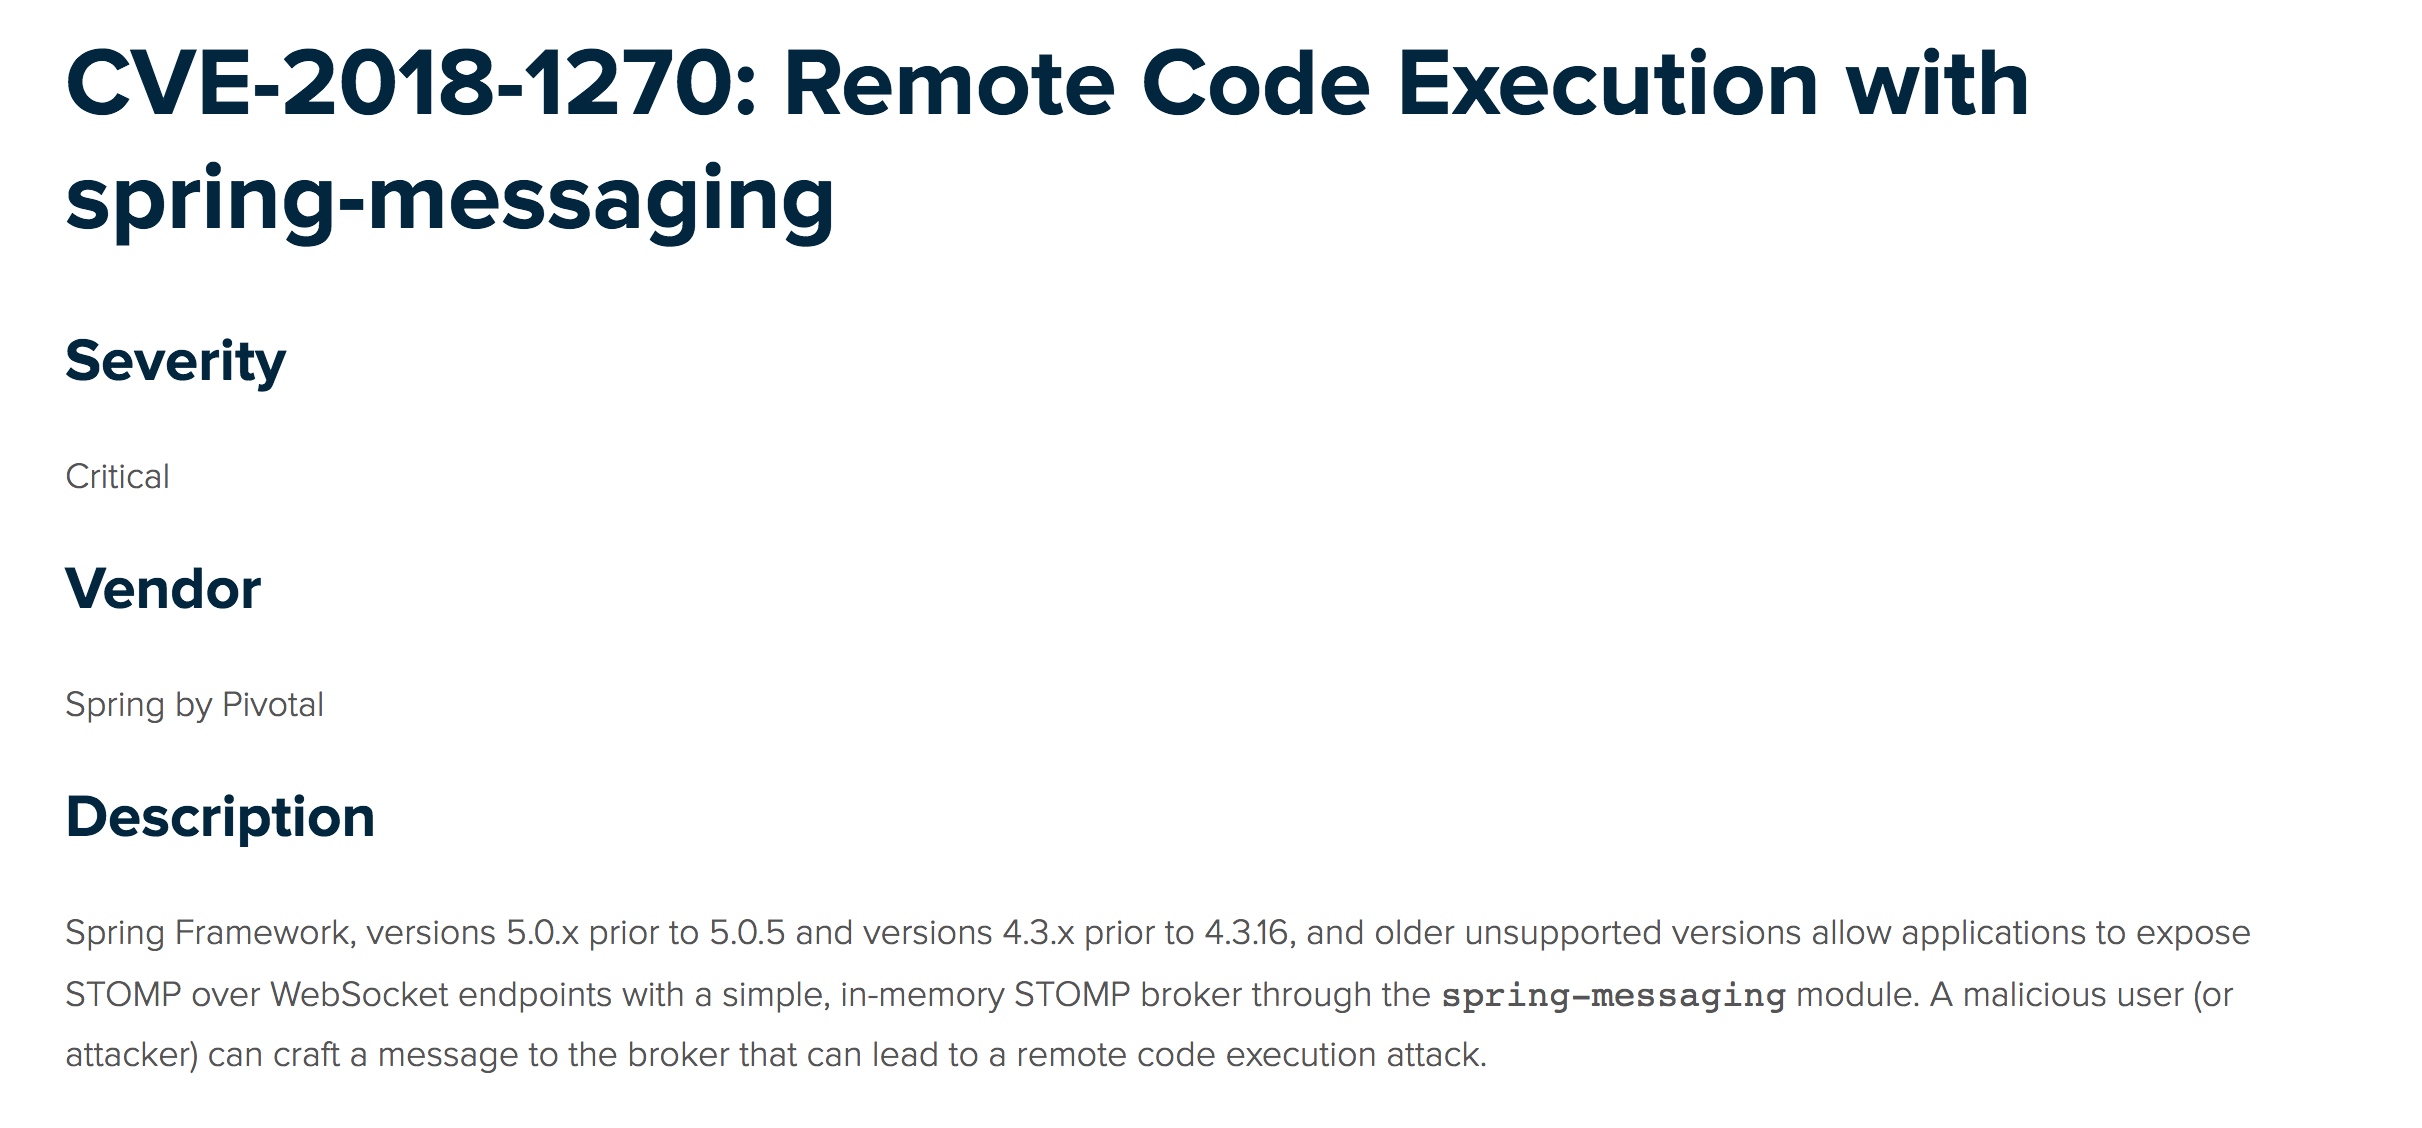 CVE-2018-1270: Remote Code Execution with
spring-messaging
Severity
Critical
Vendor
Spring by Pivotal
Description
Spring Framework, versions 5.0.x prior to 5.0.5 and versions 4.3.x prior to 4.3.16, and older unsupported versions allow applications to expose
STOMP over WebSocket endpoints with a simple, in-memory STOMP broker through the spring-messaging module. A malicious user (or
attacker) can craft a message to the broker that can lead to a remote code execution attack.